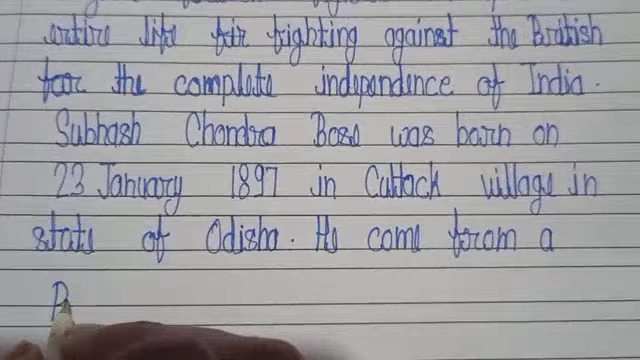 entire life for fighting against the British
for the complete independence of India.
Subhash Chandra Bose was born on
23 January 1897 in Cuttack village in
state of Odisha. He come from a
P